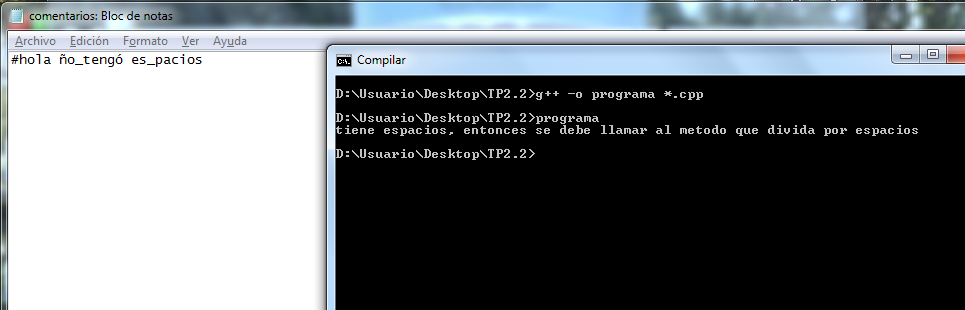 comentarios: Bloc de notas
Archivo Edición Formato Ver Ayuda
#hola ño_tengó es_pacios
C:\. Compilar
D:\Usuario\Desktop\TP2.2>g++ -o programa *.cpp
D:\Usuario\Desktop\TP2.2>programa
tiene espacios, entonces se debe llamar al metodo que divida por espacios
D:\Usuario\Desktop\TP2.2>